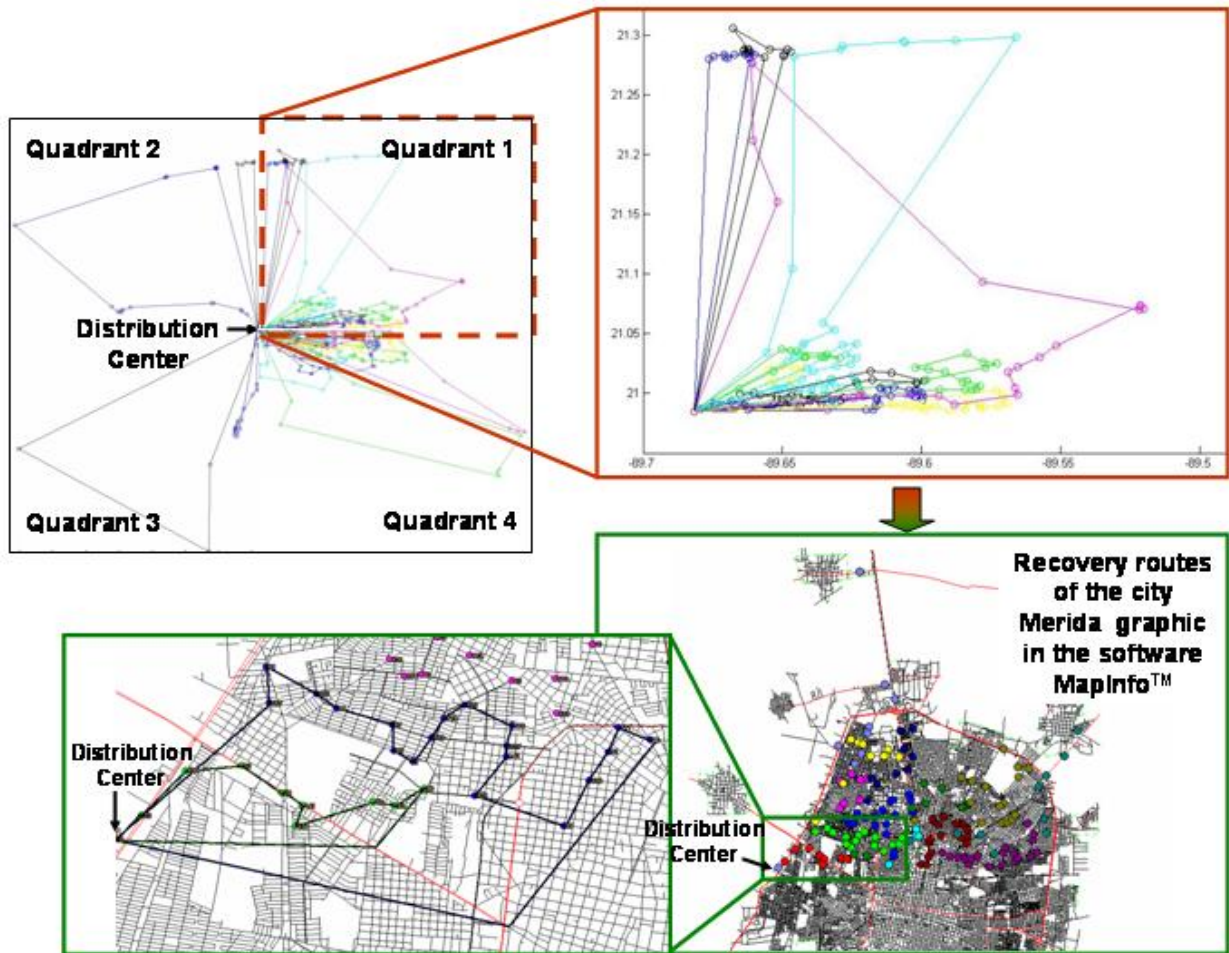 Quadrant 2
Quadrant 1
Distribution
Center
Quadrant 3
Quadrant 4
21.3
21.25
21.2
21.15
21.1
21.05
21
-89.7
-89.65
-89.6
-89.55
-89.5
Recovery routes
of the city
Merida graphic
in the software
MapInfo™
Distribution
Center
Distribution
Center